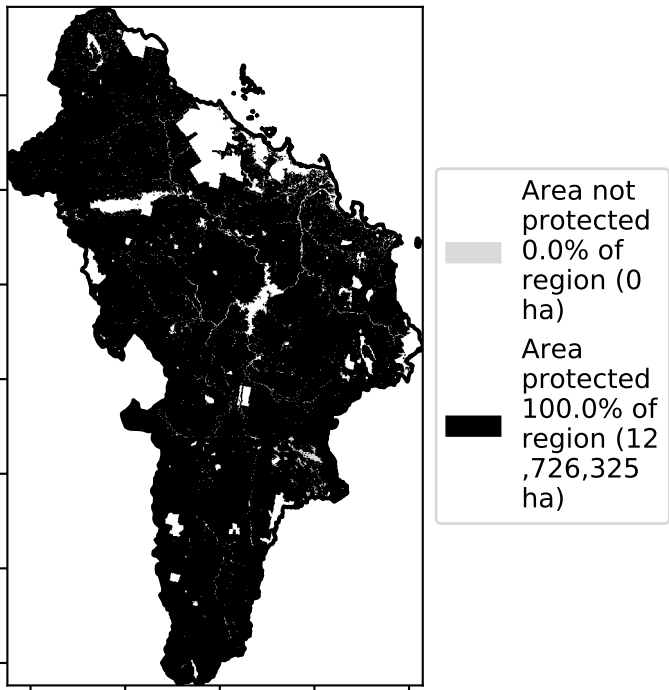 Area not
protected
0.0% of
region (0
ha)
Area
protected
100.0% of
region (12
,726,325
ha)